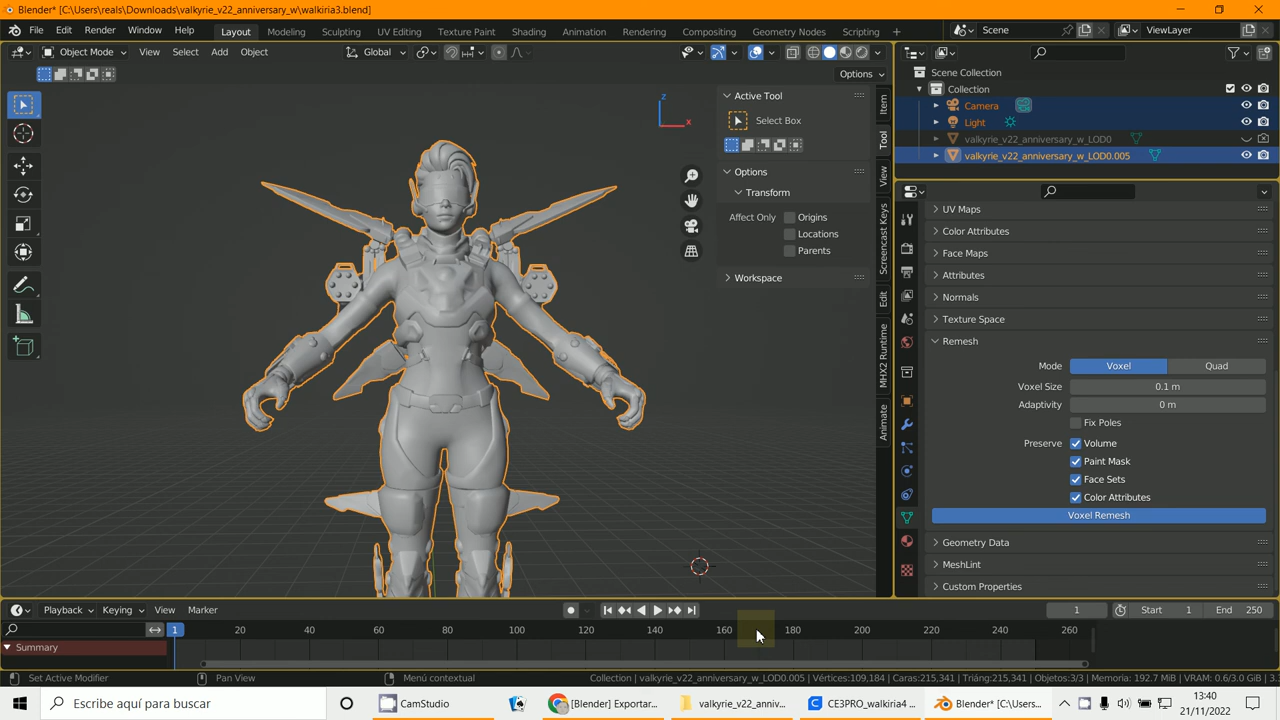 Blender* [C:\Users\reals\Downloads\valkyrie_v22_anniversary_w\walkiria3.blend]
File Edit Render Window Help Layout Modeling Sculpting UV Editing Texture Paint Shading Animation Rendering Compositing Geometry Nodes Scripting + Scene ViewLayer
Object Mode View Select Add Object Global
Options
Scene Collection
Collection
Camera
Light
valkyrie_v22_anniversary_w_LOD0
valkyrie_v22_anniversary_w_LOD0.005
Z
X
Active Tool
Select Box
Options
Transform
Affect Only Origins
Locations
Parents
Workspace
Item
Tool
View
Screencast Keys
Edit
MHX2 Runtime
Animate
UV Maps
Color Attributes
Face Maps
Attributes
Normals
Texture Space
Remesh
Mode Voxel Quad
Voxel Size 0.1 m
Adaptivity 0 m
Fix Poles
Preserve Volume
Paint Mask
Face Sets
Color Attributes
Voxel Remesh
Geometry Data
MeshLint
Custom Properties
Playback Keying View Marker 1 Start 1 End 250
1 20 40 60 80 100 120 140 160 180 200 220 240 260
Summary
Set Active Modifier Pan View Menú contextual Collection | valkyrie_v22_anniversary_w_LOD0.005 | Vértices:109,184 | Caras:215,341 | Triáng:215,341 | Objetos:3/3 | Memoria: 192.7 MiB | VRAM: 0.6/3.0 GiB | 3.
Escribe aquí para buscar CamStudio [Blender] Exportar... valkyrie_v22_anniv... CE3PRO_walkiria4 ... Blender* [C:\Users... 13:40
21/11/2022